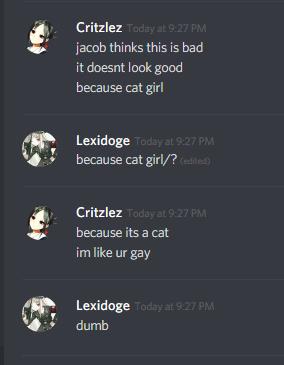 Critzlez Today at 9:27 PM
jacob thinks this is bad
it doesnt look good
because cat girl
Lexidoge Today at 9:27 PM
because cat girl/? (edited)
Critzlez Today at 9:27 PM
because its a cat
im like ur gay
Lexidoge Today at 9:27 PM
dumb